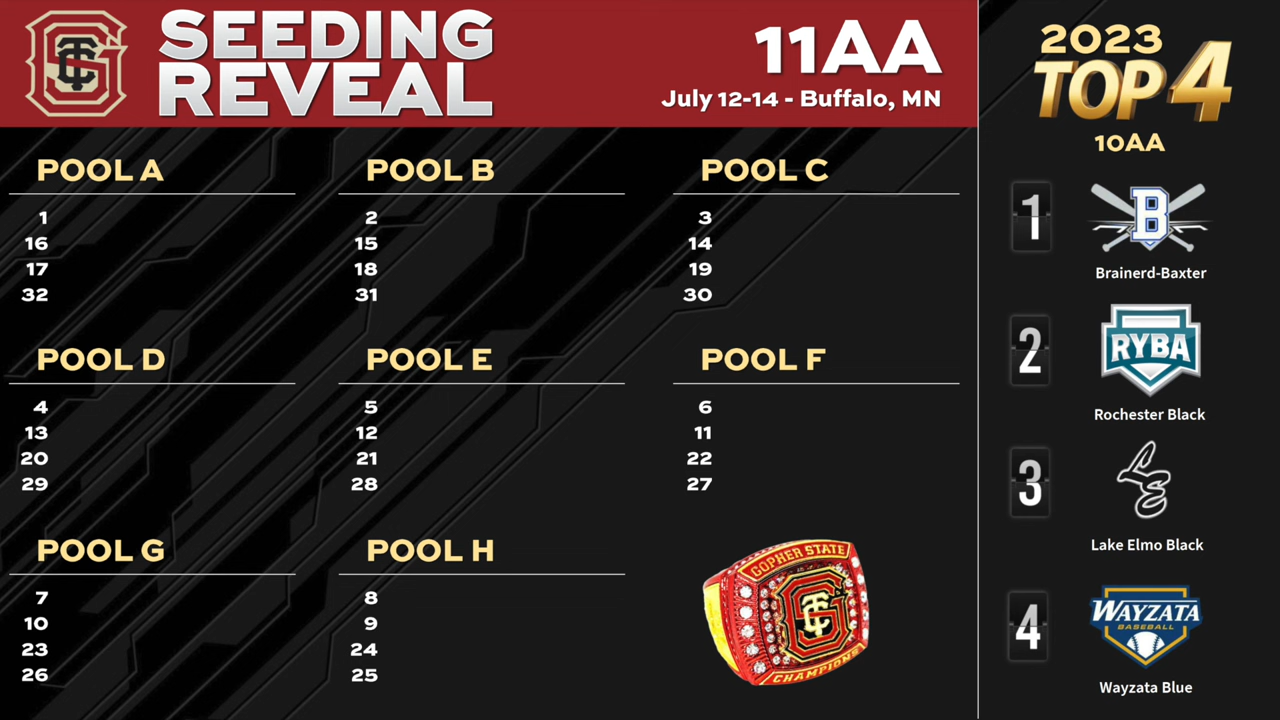 SEEDING
REVEAL
11AA
July 12-14 - Buffalo, MN
POOL A
1
16
17
32
POOL B
2
15
18
31
POOL C
3
14
19
30
POOL D
4
13
20
29
POOL E
5
12
21
28
POOL F
6
11
22
27
POOL G
7
10
23
26
POOL H
8
9
24
25
GOPHER STATE
CHAMPIONS
2023
TOP 4
10AA
1
B
Brainerd-Baxter
2
RYBA
Rochester Black
3
LE
Lake Elmo Black
4
WAYZATA
BASEBALL
Wayzata Blue